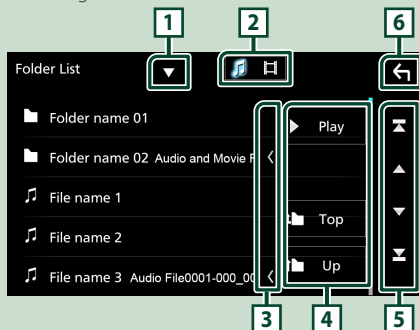 1 2 6
Folder List
Folder name 01 Play
Folder name 02 Audio and Movie F
File name 1
File name 2 Top
File name 3 Audio File0001-000_00 Up
3 4 5